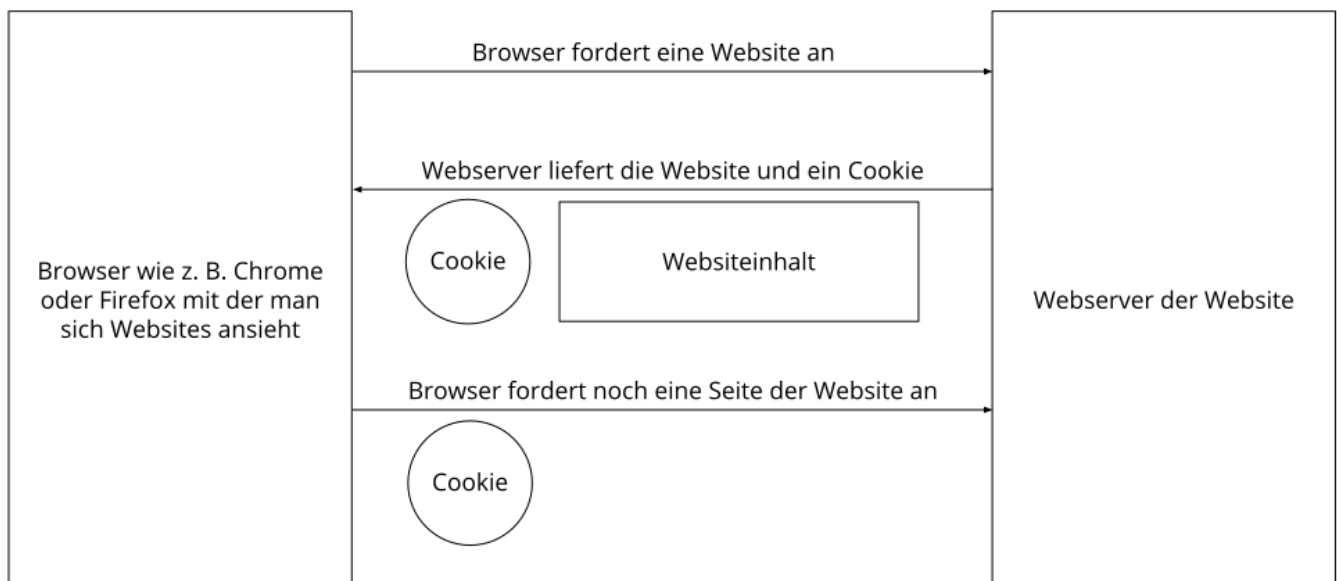 Browser fordert eine Website an
Webserver liefert die Website und ein Cookie
Cookie
Websiteinhalt
Browser wie z. B. Chrome
oder Firefox mit der man
sich Websites ansieht
Webserver der Website
Browser fordert noch eine Seite der Website an
Cookie